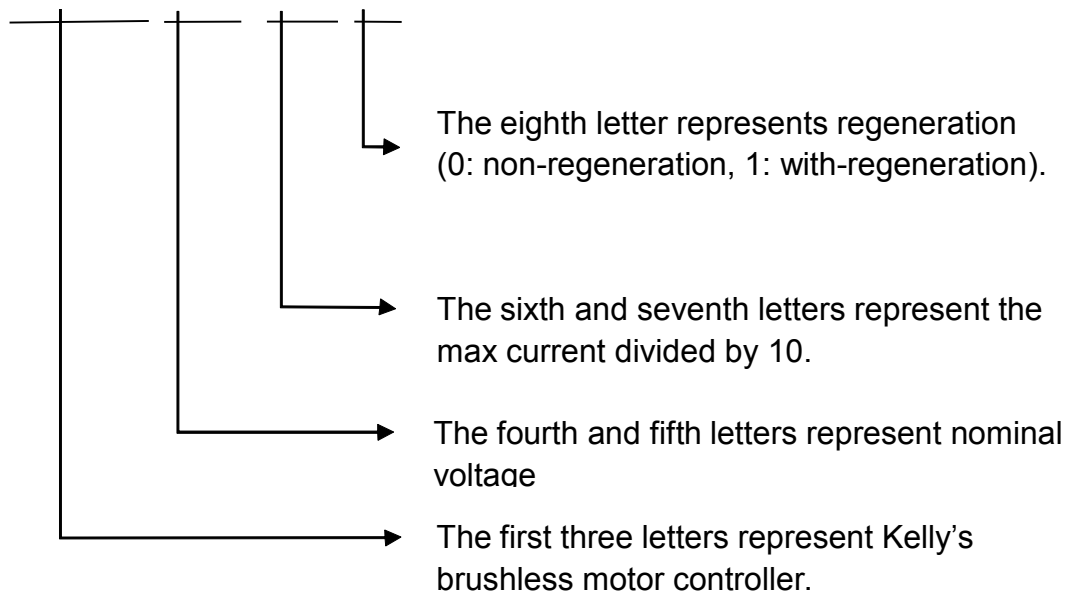 The eighth letter represents regeneration
(0: non-regeneration, 1: with-regeneration).
The sixth and seventh letters represent the
max current divided by 10.
The fourth and fifth letters represent nominal
voltage
The first three letters represent Kelly’s
brushless motor controller.